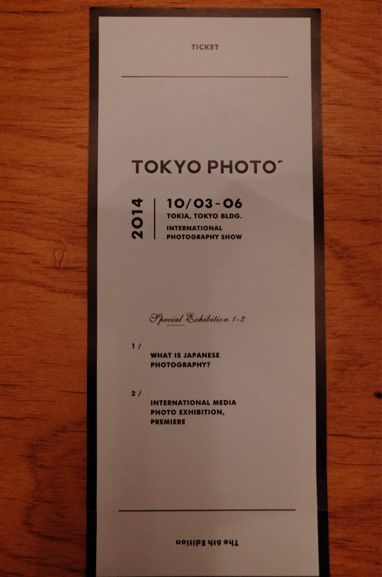 TICKET
TOKYO PHOTO´
2014
10/03-06
TOKIA, TOKYO BLDG.
INTERNATIONAL
PHOTOGRAPHY SHOW
Special Exhibition 1-2
1 /
WHAT IS JAPANESE
PHOTOGRAPHY?
2 /
INTERNATIONAL MEDIA
PHOTO EXHIBITION,
PREMIERE
The 6th Edition